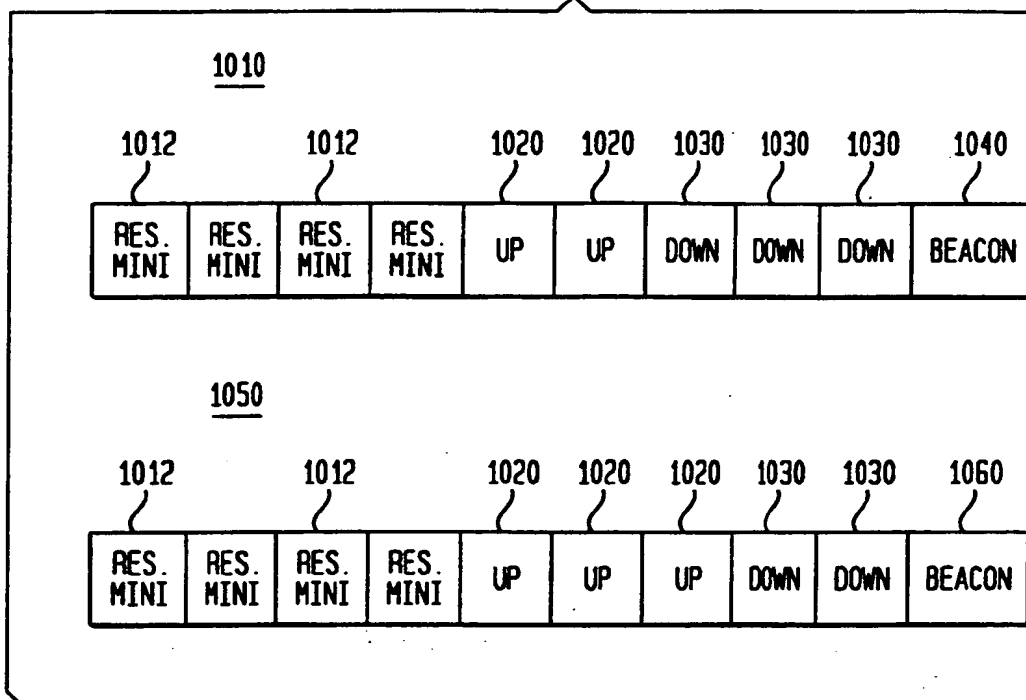 1010
1012 1012 1020 1020 1030 1030 1030 1040
RES. MINI RES. MINI RES. MINI RES. MINI UP UP DOWN DOWN DOWN BEACON
1050
1012 1012 1020 1020 1020 1030 1030 1060
RES. MINI RES. MINI RES. MINI RES. MINI UP UP UP DOWN DOWN BEACON